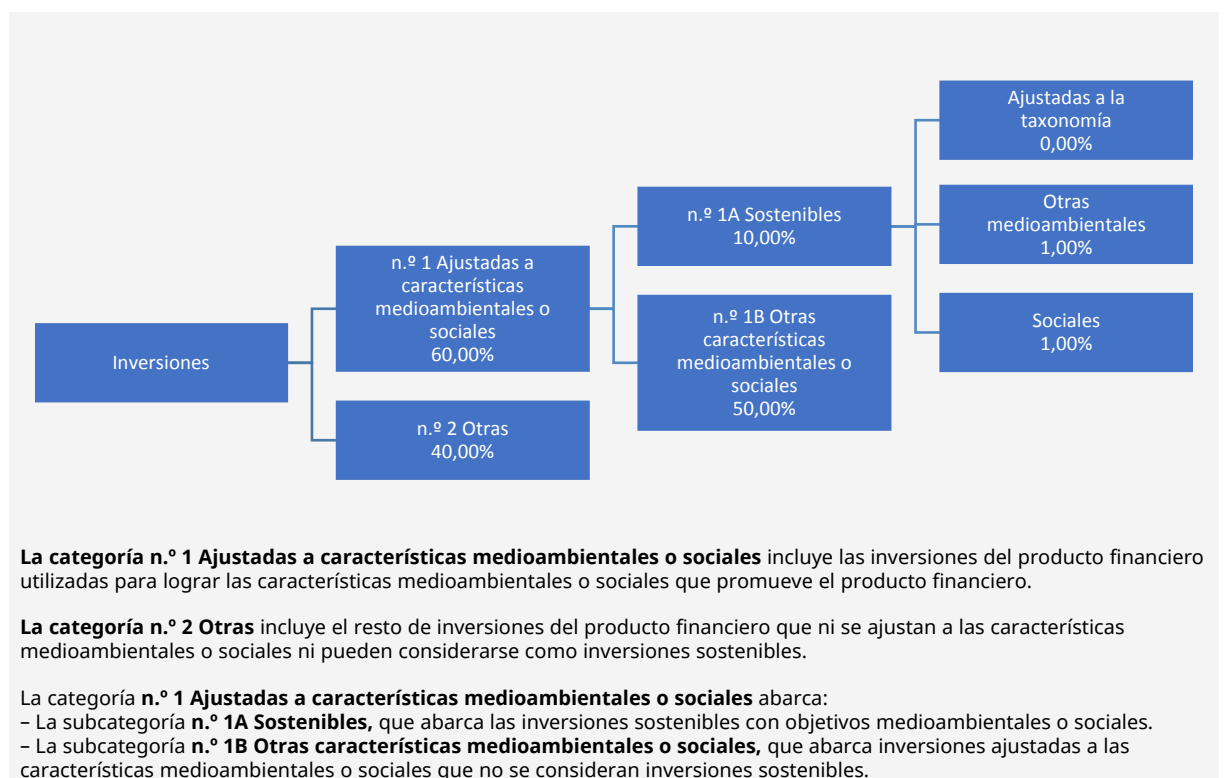 Ajustadas a la
taxonomía
0,00%
n.º 1A Sostenibles
10,00%
Otras
medioambientales
1,00%
n.º 1 Ajustadas a
características
medioambientales o
sociales
60,00%
n.º 1B Otras
características
medioambientales o
sociales
50,00%
Sociales
1,00%
Inversiones
n.º 2 Otras
40,00%
La categoría n.º 1 Ajustadas a características medioambientales o sociales incluye las inversiones del producto financiero
utilizadas para lograr las características medioambientales o sociales que promueve el producto financiero.
La categoría n.º 2 Otras incluye el resto de inversiones del producto financiero que ni se ajustan a las características
medioambientales o sociales ni pueden considerarse como inversiones sostenibles.
La categoría n.º 1 Ajustadas a características medioambientales o sociales abarca:
– La subcategoría n.º 1A Sostenibles, que abarca las inversiones sostenibles con objetivos medioambientales o sociales.
– La subcategoría n.º 1B Otras características medioambientales o sociales, que abarca inversiones ajustadas a las
características medioambientales o sociales que no se consideran inversiones sostenibles.